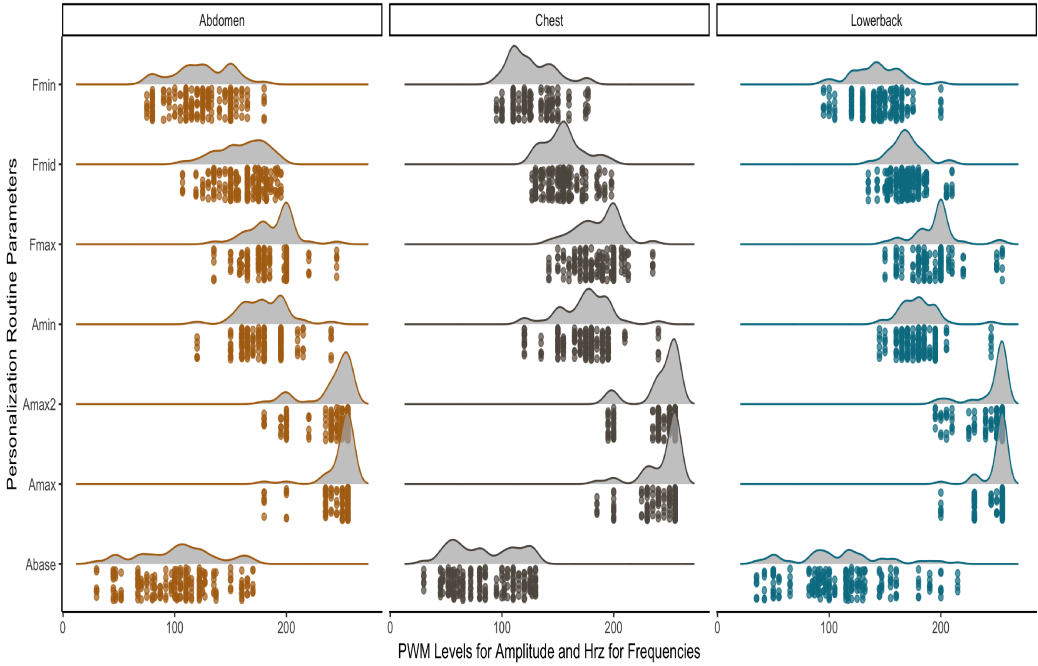 Abdomen Chest Lowerback
Personalization Routine Parameters
Fmin
Fmid
Fmax
Amin
Amax2
Amax
Abase
0 100 200 0 100 200 0 100 200
PWM Levels for Amplitude and Hrz for Frequencies